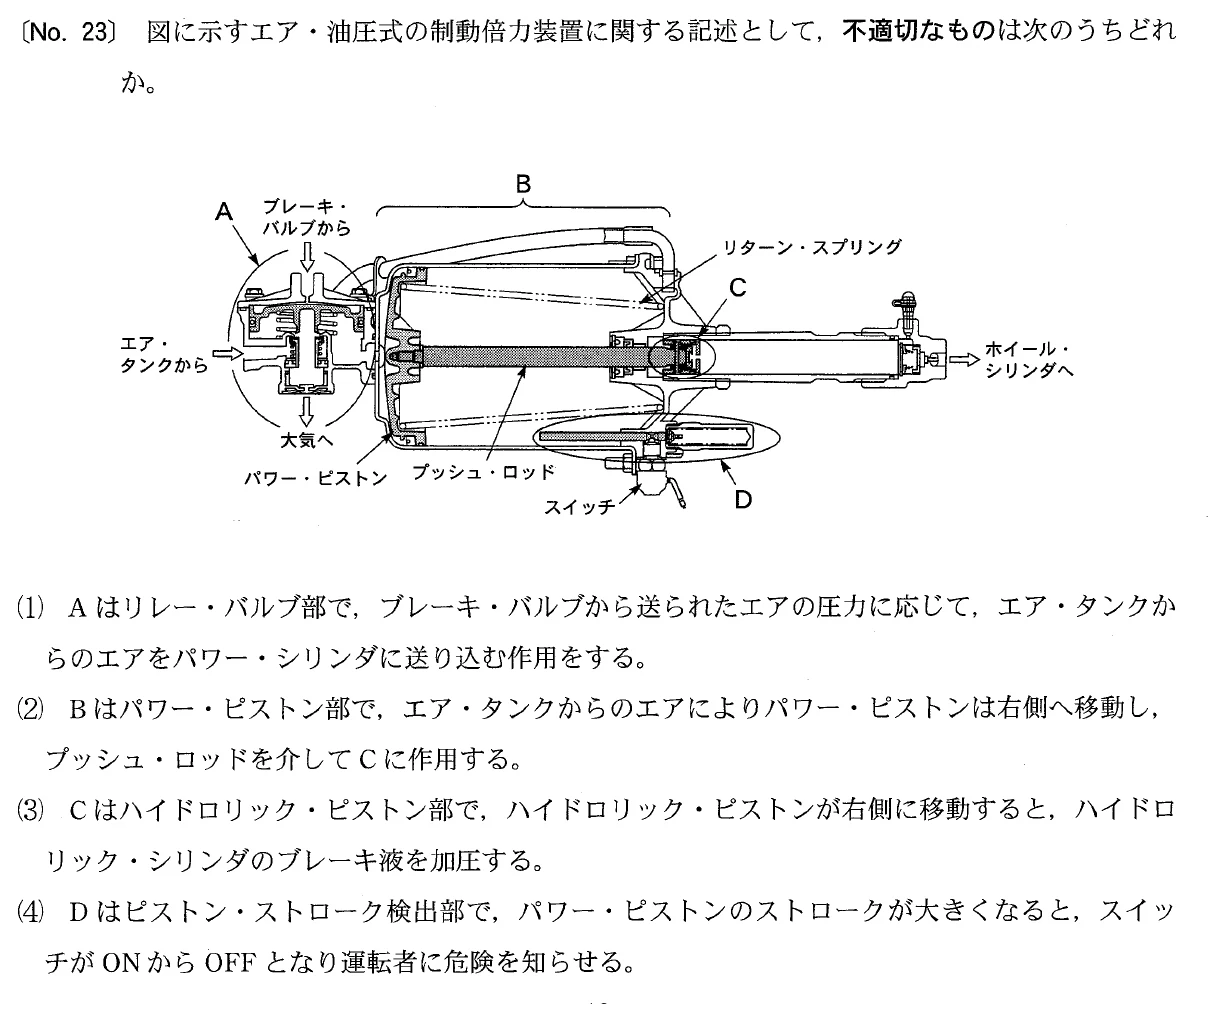 〔No. 23〕 図に示すエア・油圧式の制動倍力装置に関する記述として，不適切なものは次のうちどれ
か。
B
A
ブレーキ・
バルブから
リターン・スプリング
C
エア・
タンクから
ホイール・
シリンダへ
大気へ
パワー・ピストン
プッシュ・ロッド
スイッチ
D
⑴ Aはリレー・バルブ部で，ブレーキ・バルブから送られたエアの圧力に応じて，エア・タンクか
らのエアをパワー・シリンダに送り込む作用をする。
⑵ Bはパワー・ピストン部で，エア・タンクからのエアによりパワー・ピストンは右側へ移動し，
プッシュ・ロッドを介してCに作用する。
⑶ Cはハイドロリック・ピストン部で，ハイドロリック・ピストンが右側に移動すると，ハイドロ
リック・シリンダのブレーキ液を加圧する。
⑷ Dはピストン・ストローク検出部で，パワー・ピストンのストロークが大きくなると，スイッ
チがONからOFFとなり運転者に危険を知らせる。